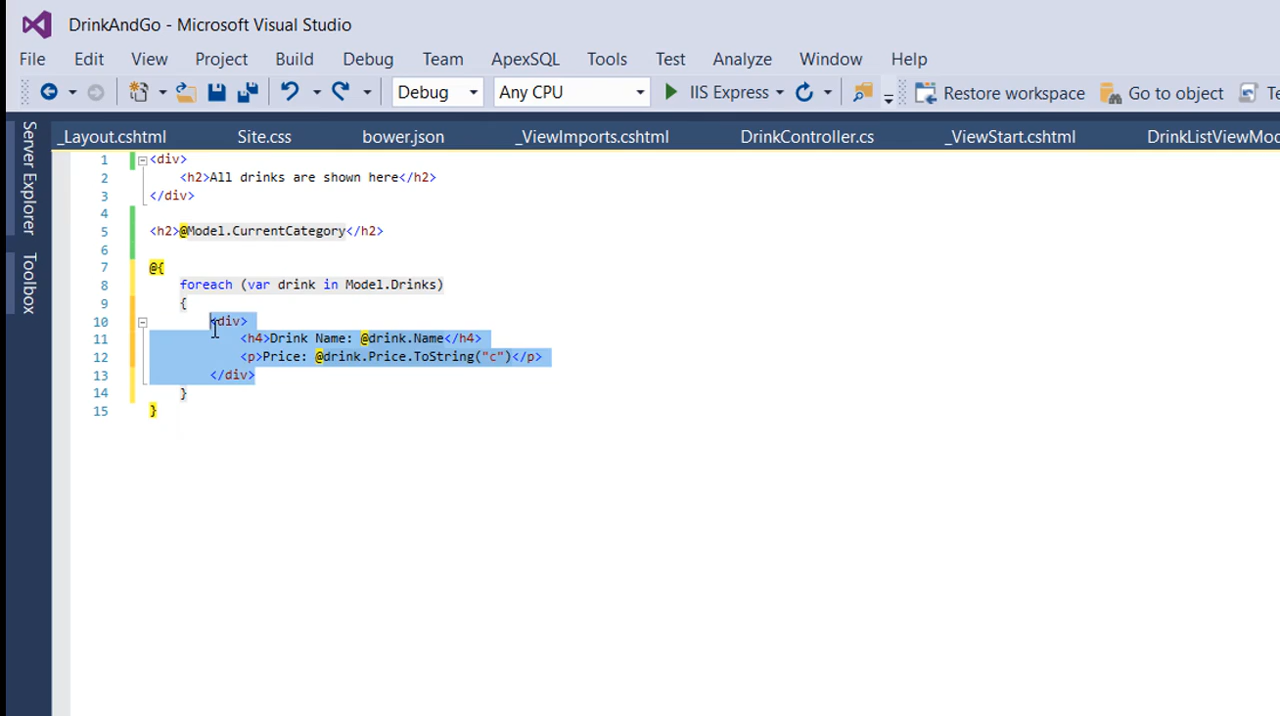 DrinkAndGo - Microsoft Visual Studio
File Edit View Project Build Debug Team ApexSQL Tools Test Analyze Window Help
Debug Any CPU IIS Express Restore workspace Go to object Te
_Layout.cshtml Site.css bower.json _ViewImports.cshtml DrinkController.cs _ViewStart.cshtml DrinkListViewMod
Server Explorer
Toolbox
1 <div>
2 <h2>All drinks are shown here</h2>
3 </div>
4
5 <h2>@Model.CurrentCategory</h2>
6
7 @{
8 foreach (var drink in Model.Drinks)
9 {
10 <div>
11 <h4>Drink Name: @drink.Name</h4>
12 <p>Price: @drink.Price.ToString("c")</p>
13 </div>
14 }
15 }